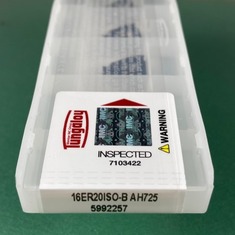 Tungaloy
INSPECTED
7103422
WARNING
16ER20ISO-B AH725
5992257